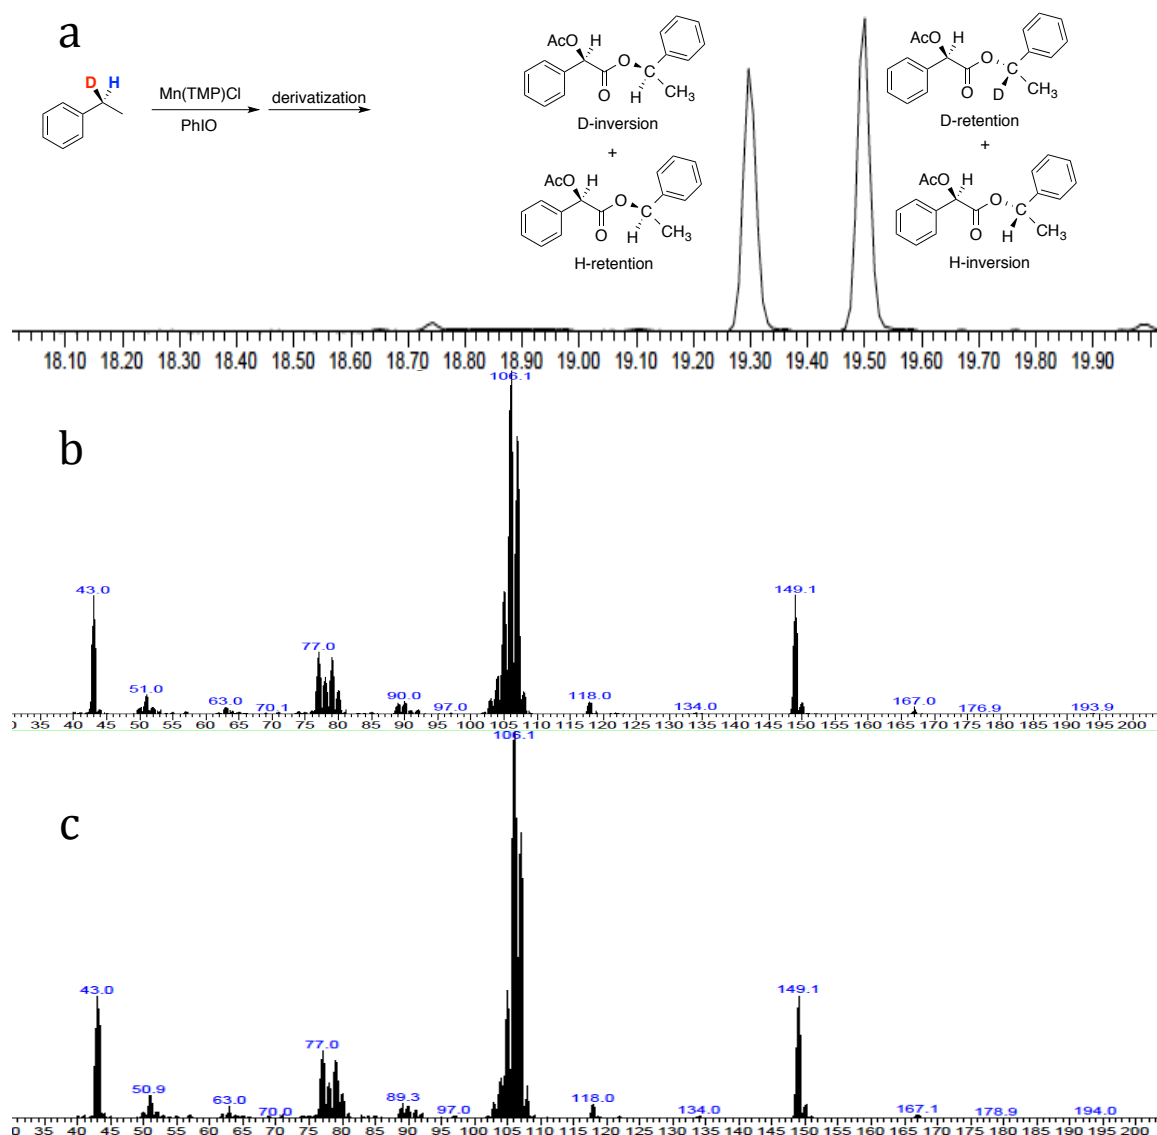 a
D H
Mn(TMP)Cl
PhIO
derivatization
AcO H
O
C
O
H CH3
D-inversion
+
AcO H
O
C
O
H CH3
H-retention
AcO H
O
C
O
D CH3
D-retention
+
AcO H
O
C
O
H CH3
H-inversion
18.10 18.20 18.30 18.40 18.50 18.60 18.70 18.80 18.90 19.00 19.10 19.20 19.30 19.40 19.50 19.60 19.70 19.80 19.90
b
106.1
43.0
149.1
77.0
51.0
63.0
70.1
90.0
97.0
118.0
134.0
167.0
176.9
193.9
0 35 40 45 50 55 60 65 70 75 80 85 90 95 100 105 110 115 120 125 130 135 140 145 150 155 160 165 170 175 180 185 190 195 200
c
106.1
43.0
149.1
77.0
50.9
63.0
70.0
89.3
97.0
118.0
134.0
167.1
178.9
194.0
0 35 40 45 50 55 60 65 70 75 80 85 90 95 100 105 110 115 120 125 130 135 140 145 150 155 160 165 170 175 180 185 190 195 200